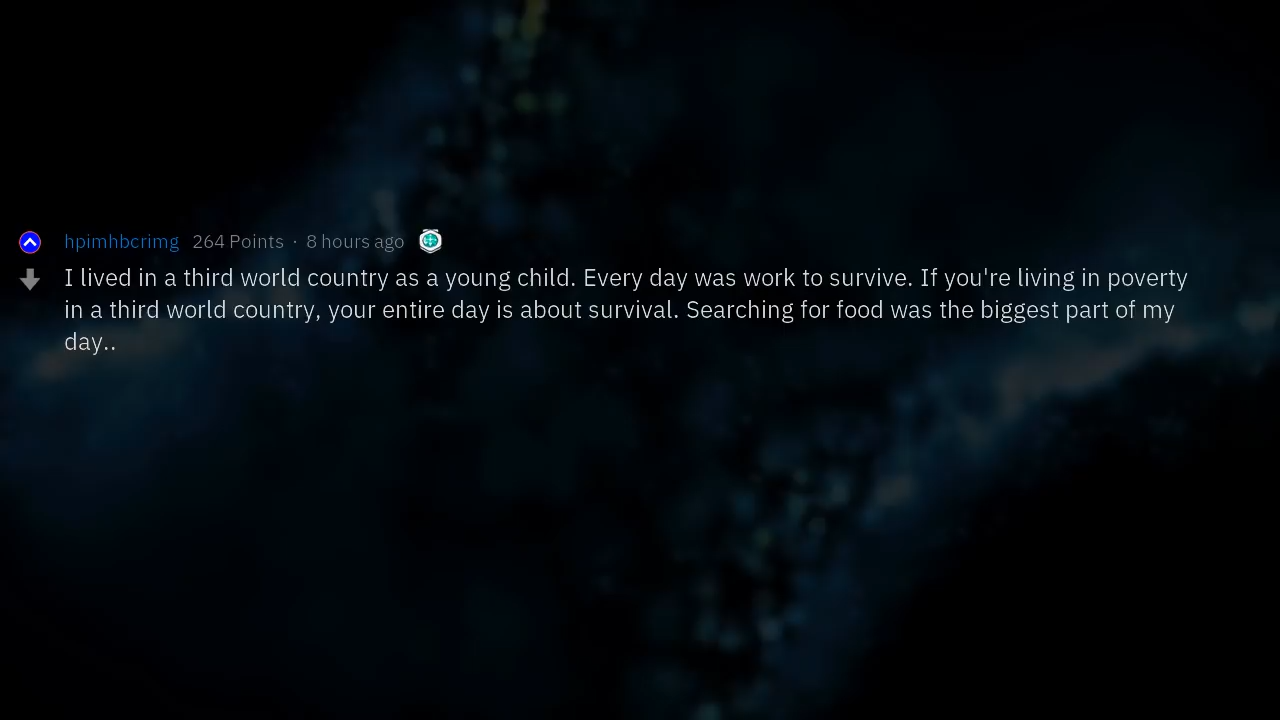 hpimhbcrimg 264 Points · 8 hours ago
I lived in a third world country as a young child. Every day was work to survive. If you're living in poverty
in a third world country, your entire day is about survival. Searching for food was the biggest part of my
day..